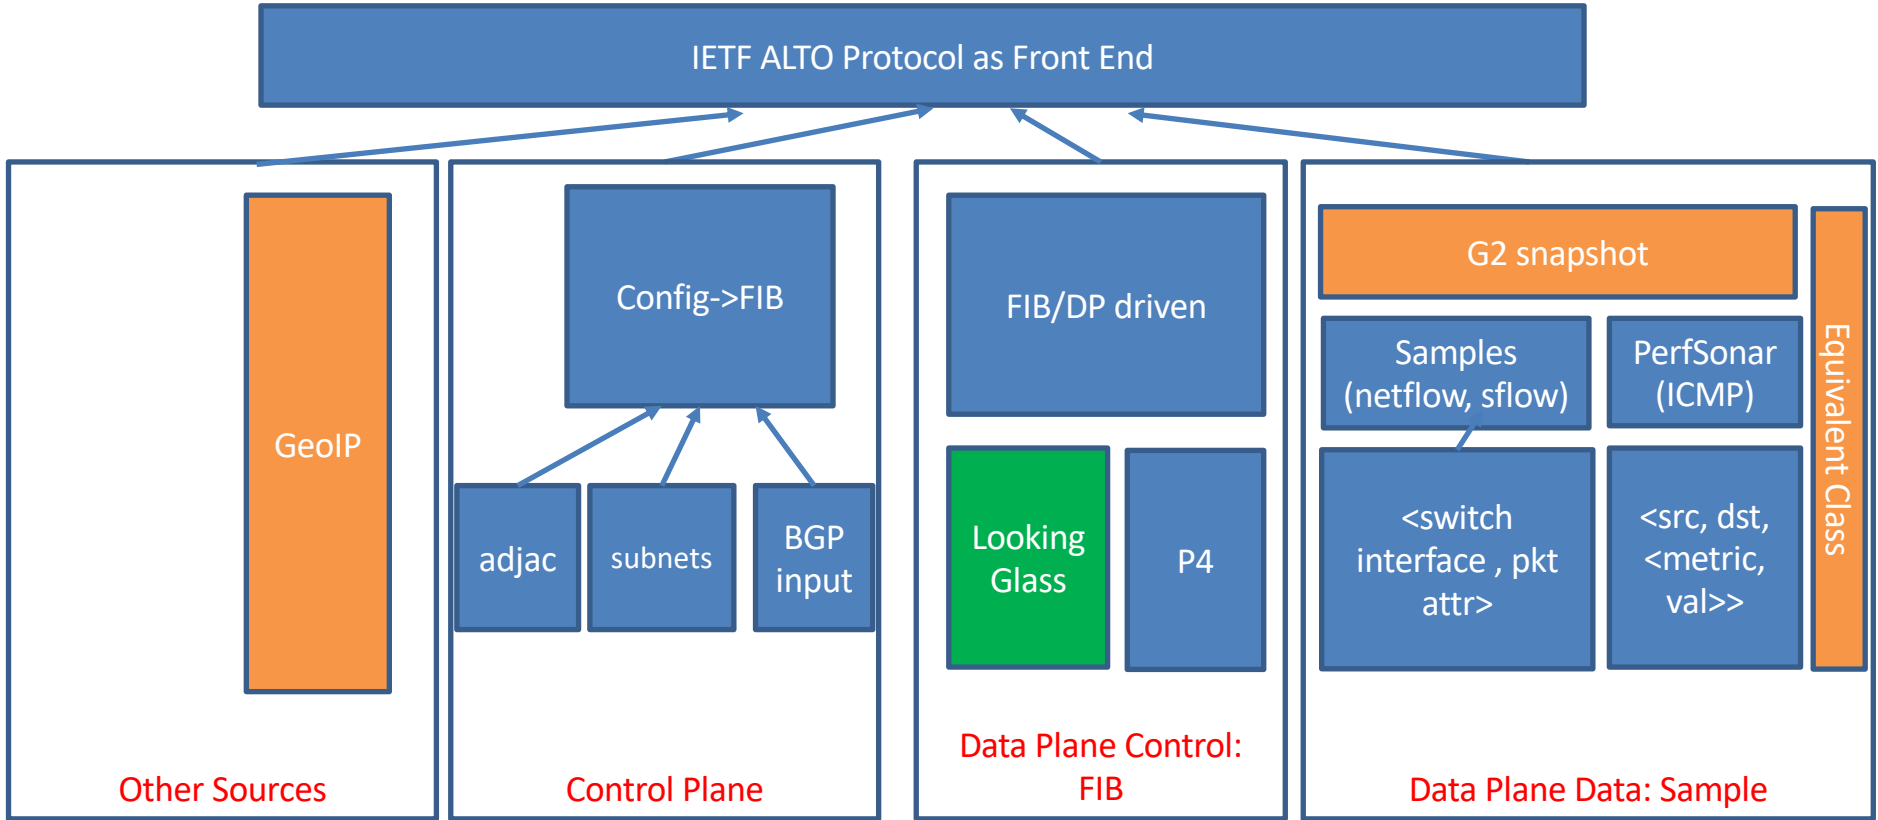 IETF ALTO Protocol as Front End
GeoIP
Other Sources
Config->FIB
adjac
subnets
BGP
input
Control Plane
FIB/DP driven
Looking
Glass
P4
Data Plane Control:
FIB
G2 snapshot
Samples
(netflow, sflow)
PerfSonar
(ICMP)
<switch
interface , pkt
attr>
<src, dst,
<metric,
val>>
Equivalent Class
Data Plane Data: Sample